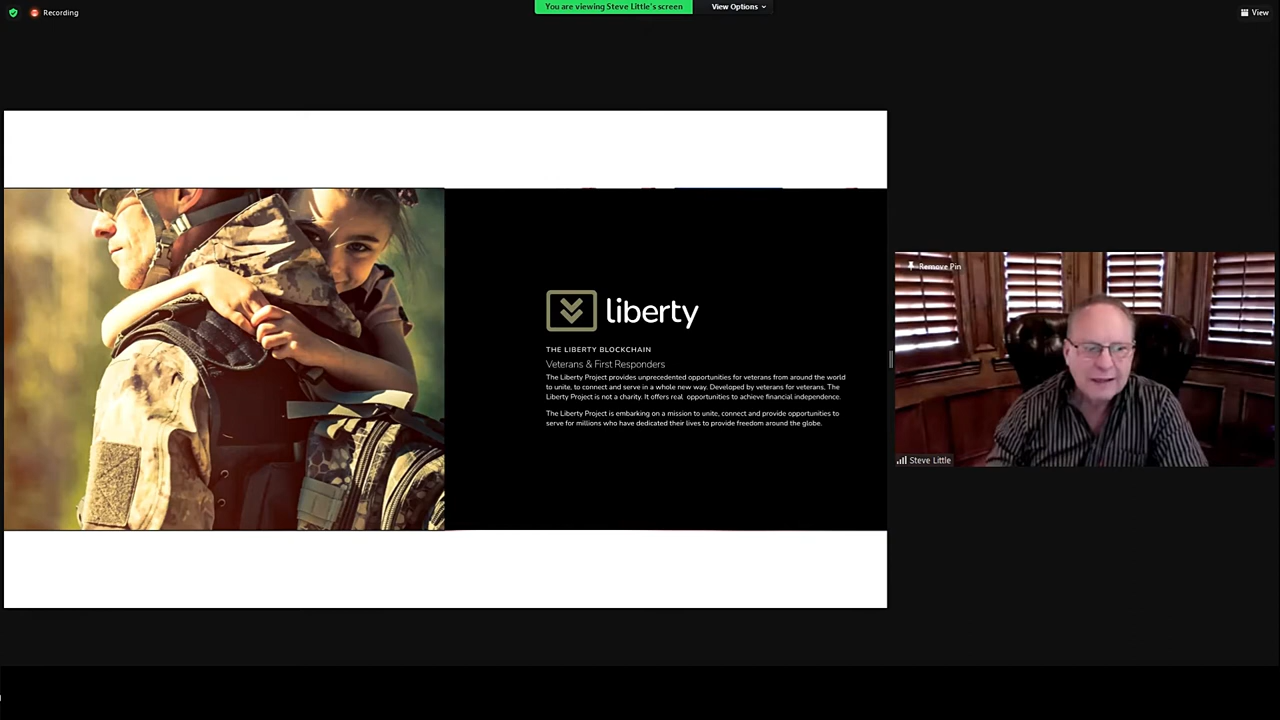 Recording
You are viewing Steve Little's screen
View Options
View
liberty
THE LIBERTY BLOCKCHAIN
Veterans & First Responders
The Liberty Project provides unprecedented opportunities for veterans from around the world
to unite, to connect and serve in a whole new way. Developed by veterans for veterans. The
Liberty Project is not a charity. It offers real opportunities to achieve financial independence.
The Liberty Project is embarking on a mission to unite, connect and provide opportunities to
serve for millions who have dedicated their lives to provide freedom around the globe.
Remove Pin
Steve Little